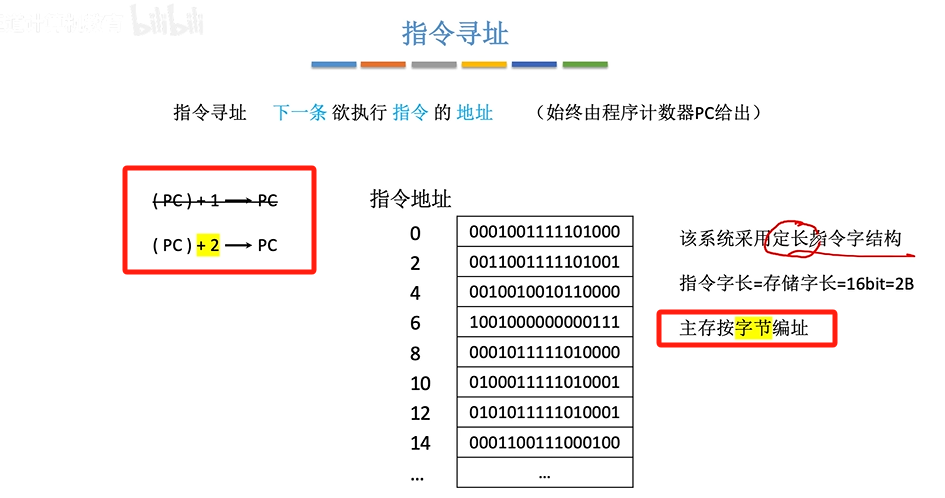 bilibili
指令寻址
指令寻址 下一条 欲执行 指令 的 地址 （始终由程序计数器PC给出）
( PC ) + 1 → PC
( PC ) + 2 → PC
指令地址
0 0001001111101000
2 0011001111101001
4 0010010010110000
6 1001000000000111
8 0001011111010000
10 0100011111010001
12 0101011111010001
14 0001100111000100
... ...
该系统采用定长指令字结构
指令字长=存储字长=16bit=2B
主存按字节编址